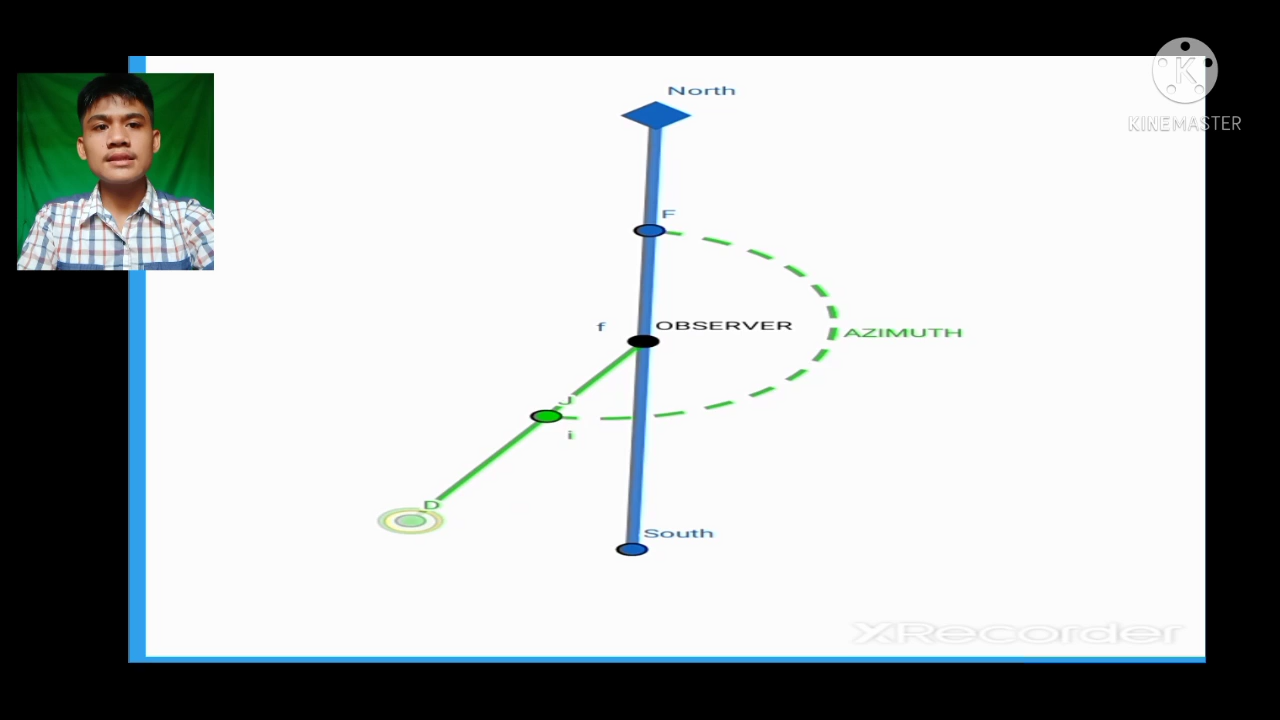 North
K
KINEMASTER
F
f
OBSERVER
AZIMUTH
J
i
D
South
XRecorder